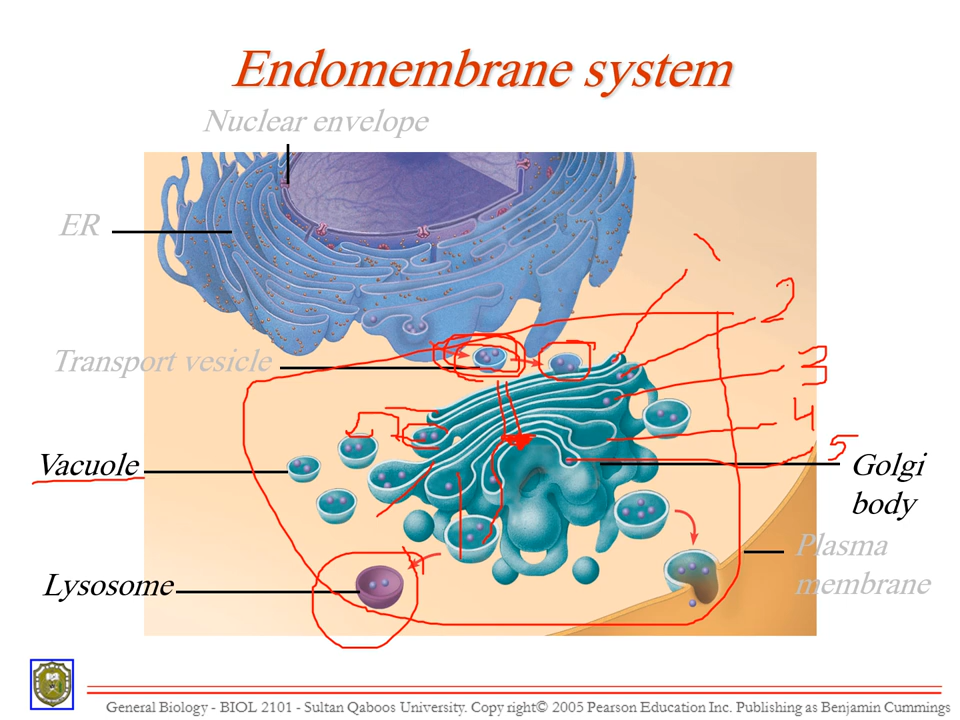 Endomembrane system
Nuclear envelope
ER
1
2
Transport vesicle
3
4
5
Vacuole
Golgi
body
Plasma
membrane
Lysosome
General Biology - BIOL 2101 - Sultan Qaboos University. Copy right© 2005 Pearson Education Inc. Publishing as Benjamin Cummings